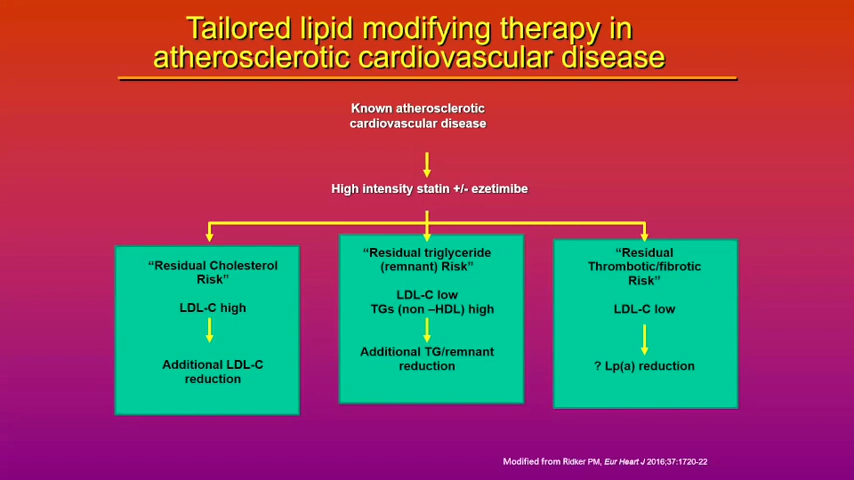 Tailored lipid modifying therapy in
atherosclerotic cardiovascular disease
Known atherosclerotic
cardiovascular disease
High intensity statin +/- ezetimibe
“Residual Cholesterol
Risk”
LDL-C high
Additional LDL-C
reduction
“Residual triglyceride
(remnant) Risk”
LDL-C low
TGs (non –HDL) high
Additional TG/remnant
reduction
“Residual
Thrombotic/fibrotic
Risk”
LDL-C low
? Lp(a) reduction
Modified from Ridker PM, Eur Heart J 2016;37:1720-22